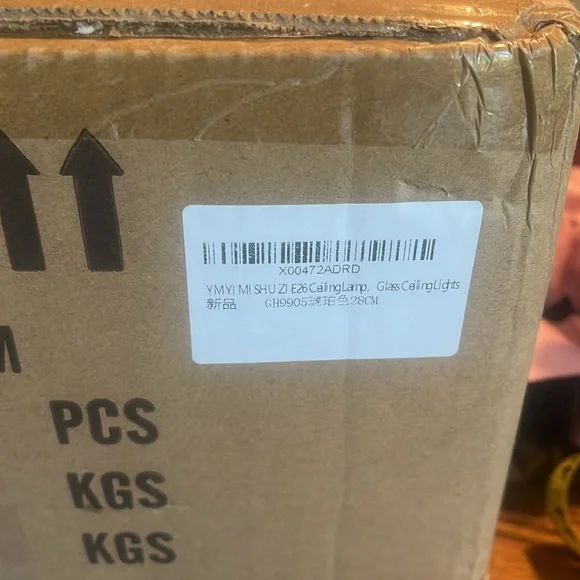 X00472ADRD
YMYI MI SHU ZI E26 Ceiling Lamp, Glass Ceiling Lights
新品 GH9905琥珀色28CM
M
PCS
KGS
KGS